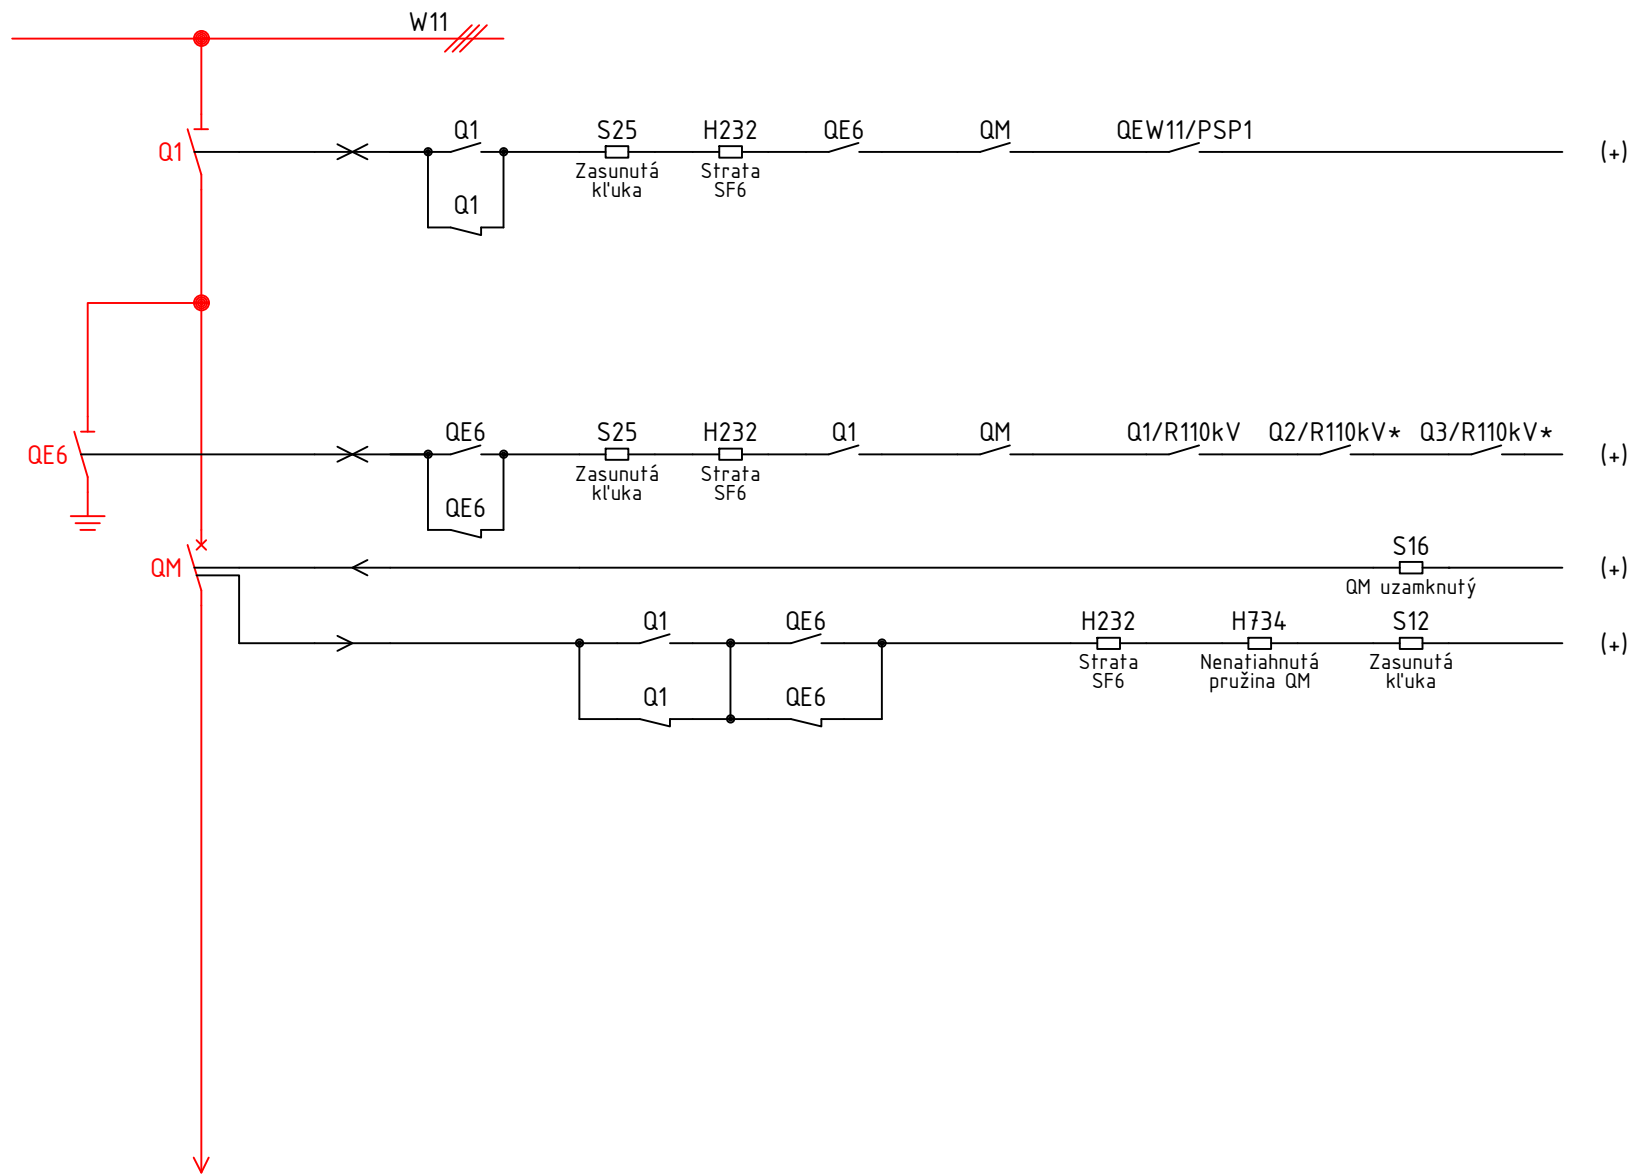 W11
Q1 S25 H232 QE6 QM QEW11/PSP1
Q1 (+)
Zasunutá Strata
kľuka SF6
Q1
QE6 S25 H232 Q1 QM Q1/R110kV Q2/R110kV* Q3/R110kV*
QE6 (+)
Zasunutá Strata
kľuka SF6
QE6
S16
QM (+)
QM uzamknutý
Q1 QE6 H232 H734 S12
(+)
Strata Nenatiahnutá Zasunutá
SF6 pružina QM kľuka
Q1 QE6